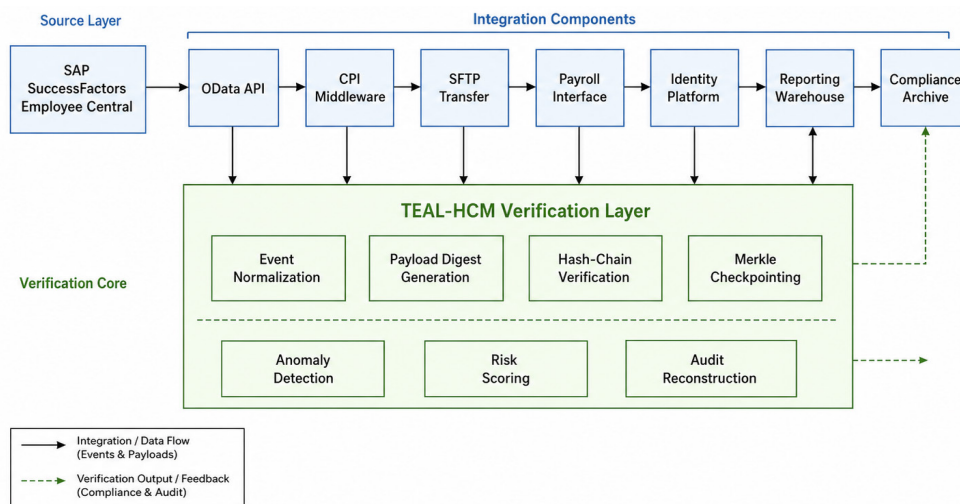 Source Layer
Integration Components
SAP
SuccessFactors
Employee Central
OData API
CPI
Middleware
SFTP
Transfer
Payroll
Interface
Identity
Platform
Reporting
Warehouse
Compliance
Archive
TEAL-HCM Verification Layer
Event
Normalization
Payload Digest
Generation
Hash-Chain
Verification
Merkle
Checkpointing
Verification Core
Anomaly
Detection
Risk
Scoring
Audit
Reconstruction
Integration / Data Flow
(Events & Payloads)
Verification Output / Feedback
(Compliance & Audit)